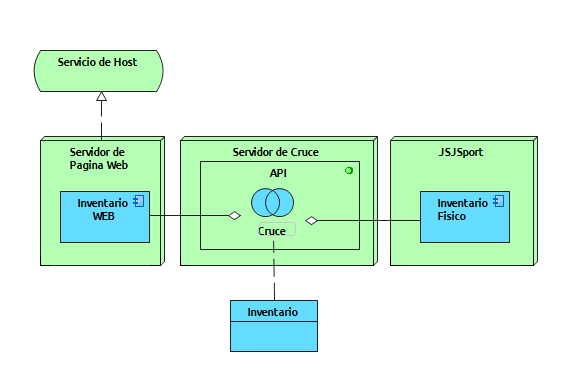 Servicio de Host
Servidor de
Pagina Web
Servidor de Cruce
JSJSport
API
Inventario
WEB
Cruce
Inventario
Fisico
Inventario